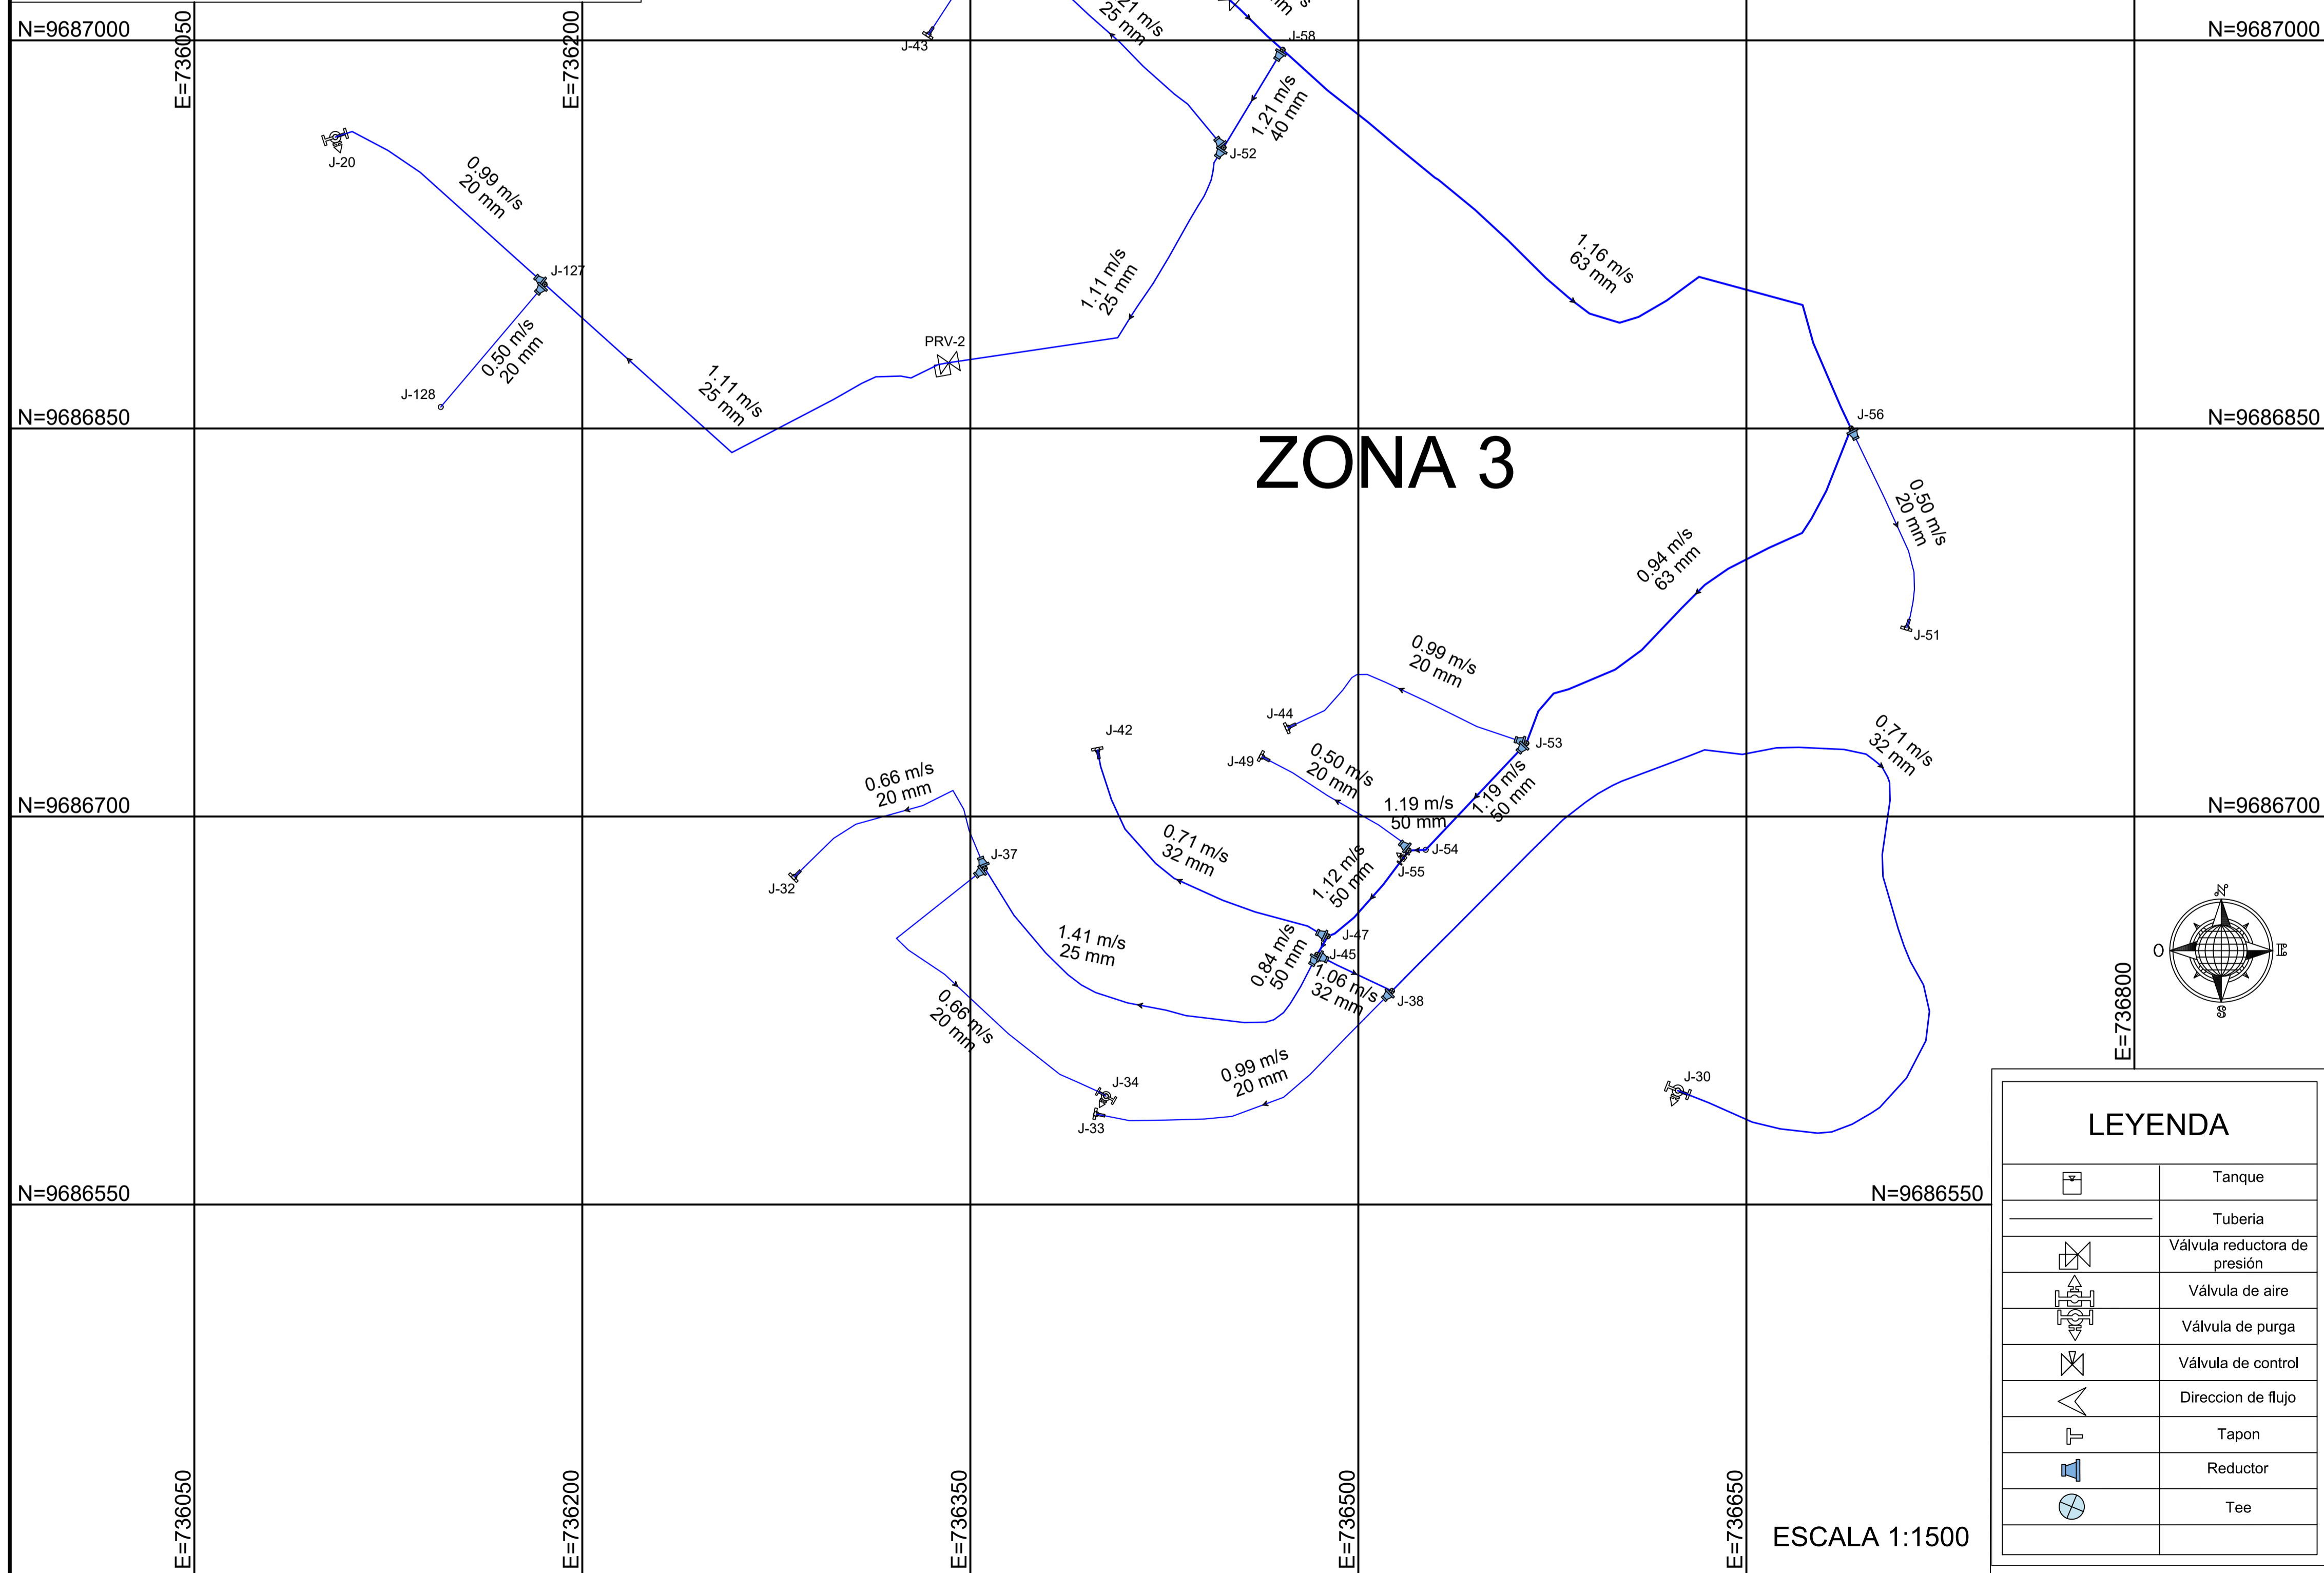 N=9687000
E=736050
E=736200
J-43
21 m/s
25 mm
J-58
N=9687000
1.21 m/s
40 mm
J-52
J-20
0.99 m/s
20 mm
J-127
1.11 m/s
25 mm
1.16 m/s
63 mm
PRV-2
0.50 m/s
20 mm
J-128
1.11 m/s
25 mm
N=9686850
J-56
N=9686850
ZONA 3
0.50 m/s
20 mm
0.94 m/s
63 mm
J-51
0.99 m/s
20 mm
J-44
J-42
J-53
J-49
0.50 m/s
20 mm
0.71 m/s
32 mm
0.66 m/s
20 mm
1.19 m/s
50 mm
1.19 m/s
50 mm
N=9686700
N=9686700
0.71 m/s
32 mm
J-54
J-37
J-55
J-32
1.12 m/s
50 mm
1.41 m/s
25 mm
J-47
J-45
0.84 m/s
50 mm
1.06 m/s
32 mm
J-38
0.66 m/s
20 mm
0.99 m/s
20 mm
J-34
J-33
J-30
N
O
E
S
E=736800
N=9686550
N=9686550
LEYENDA
Tanque
Tuberia
Válvula reductora de
presión
Válvula de aire
Válvula de purga
Válvula de control
Direccion de flujo
Tapon
Reductor
Tee
E=736050
E=736200
E=736350
E=736500
E=736650
ESCALA 1:1500